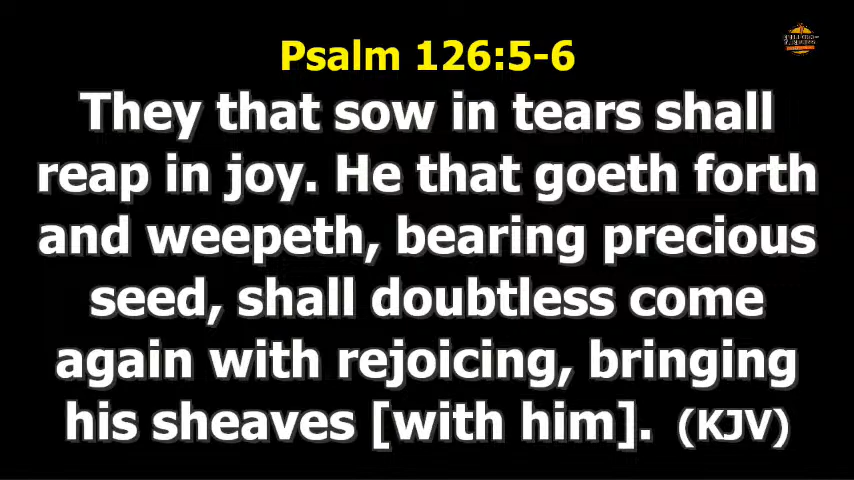 Psalm 126:5-6
They that sow in tears shall
reap in joy. He that goeth forth
and weepeth, bearing precious
seed, shall doubtless come
again with rejoicing, bringing
his sheaves [with him]. (KJV)